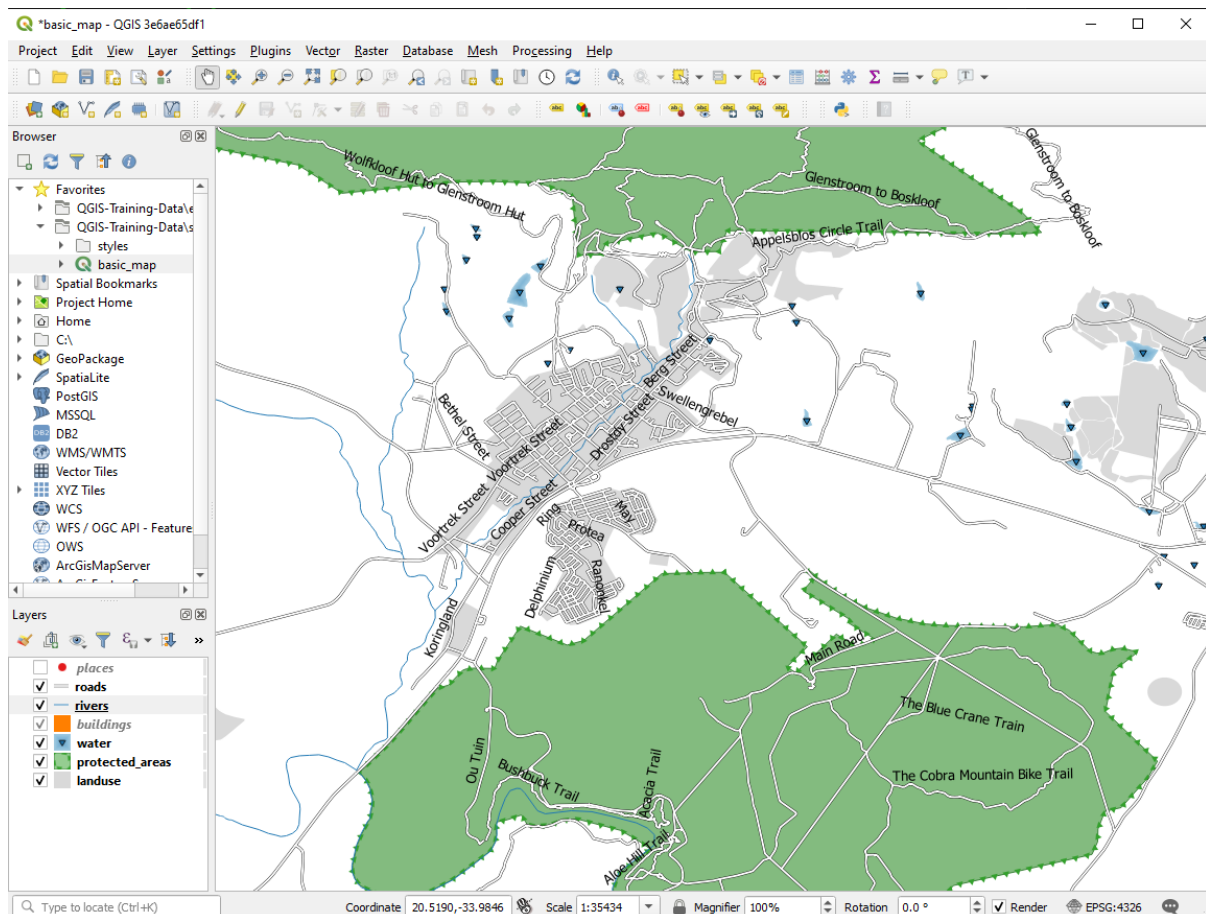 *basic_map - QGIS 3e6ae65df1
Project Edit View Layer Settings Plugins Vector Raster Database Mesh Processing Help
Browser
Favorites
QGIS-Training-Data\e
QGIS-Training-Data\s
styles
basic_map
Spatial Bookmarks
Project Home
Home
C:\
GeoPackage
SpatiaLite
PostGIS
MSSQL
DB2
WMS/WMTS
Vector Tiles
XYZ Tiles
WCS
WFS / OGC API - Feature
OWS
ArcGisMapServer
Layers
places
roads
rivers
buildings
water
protected_areas
landuse
Wolfkloof Hut to Glenstroom Hut
Glenstroom to Boskloof
Glenstroom to Boskloof
Appelsblos Circle Trail
Berg Street
Swellengrebel
Bethel Street
Drostdy Street
Voortrek Street
Voortrek Street
Cooper Street
Ring
May
Protea
Ranonkel
Delphinium
Koringland
Main Road
The Blue Crane Train
The Cobra Mountain Bike Trail
Ou Tuin
Bushbuck Trail
Acacia Trail
Aloe Hill Trail
Type to locate (Ctrl+K)
Coordinate 20.5190,-33.9846 Scale 1:35434 Magnifier 100% Rotation 0.0 ° Render EPSG:4326